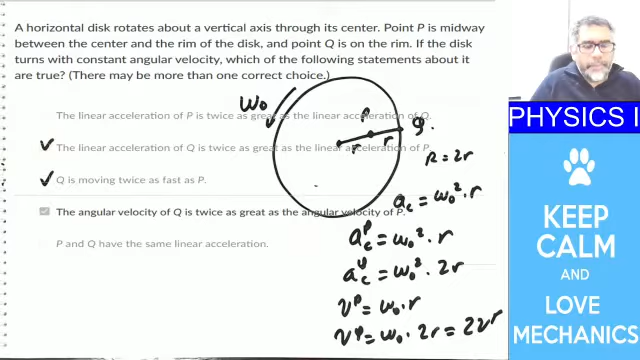 A horizontal disk rotates about a vertical axis through its center. Point P is midway
between the center and the rim of the disk, and point Q is on the rim. If the disk
turns with constant angular velocity, which of the following statements about it
are true? (There may be more than one correct choice.)
The linear acceleration of P is twice as great as the linear acceleration of Q.
The linear acceleration of Q is twice as great as the linear acceleration of P.
Q is moving twice as fast as P.
The angular velocity of Q is twice as great as the angular velocity of P.
P and Q have the same linear acceleration.
ω₀
P
Q
r
r
R = 2r
a_c = ω₀² · r
a_c^P = ω₀² · r
a_c^Q = ω₀² · 2r
v^P = ω₀ · r
= ω₀ · 2r = 2
PHYSICS I
KEEP
CALM
AND
LOVE
MECHANICS